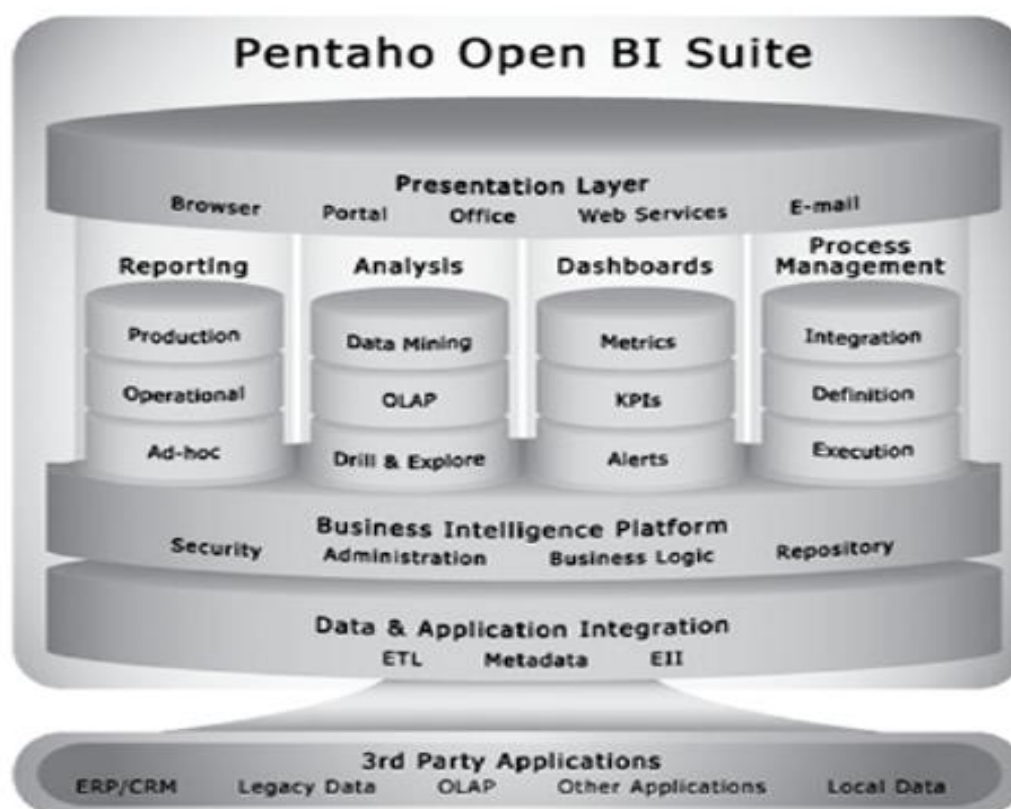 Pentaho Open BI Suite
Presentation Layer
Browser Portal Office Web Services E-mail
Reporting Analysis Dashboards Process Management
Production Data Mining Metrics Integration
Operational OLAP KPIs Definition
Ad-hoc Drill & Explore Alerts Execution
Business Intelligence Platform
Security Administration Business Logic Repository
Data & Application Integration
ETL Metadata EII
3rd Party Applications
ERP/CRM Legacy Data OLAP Other Applications Local Data